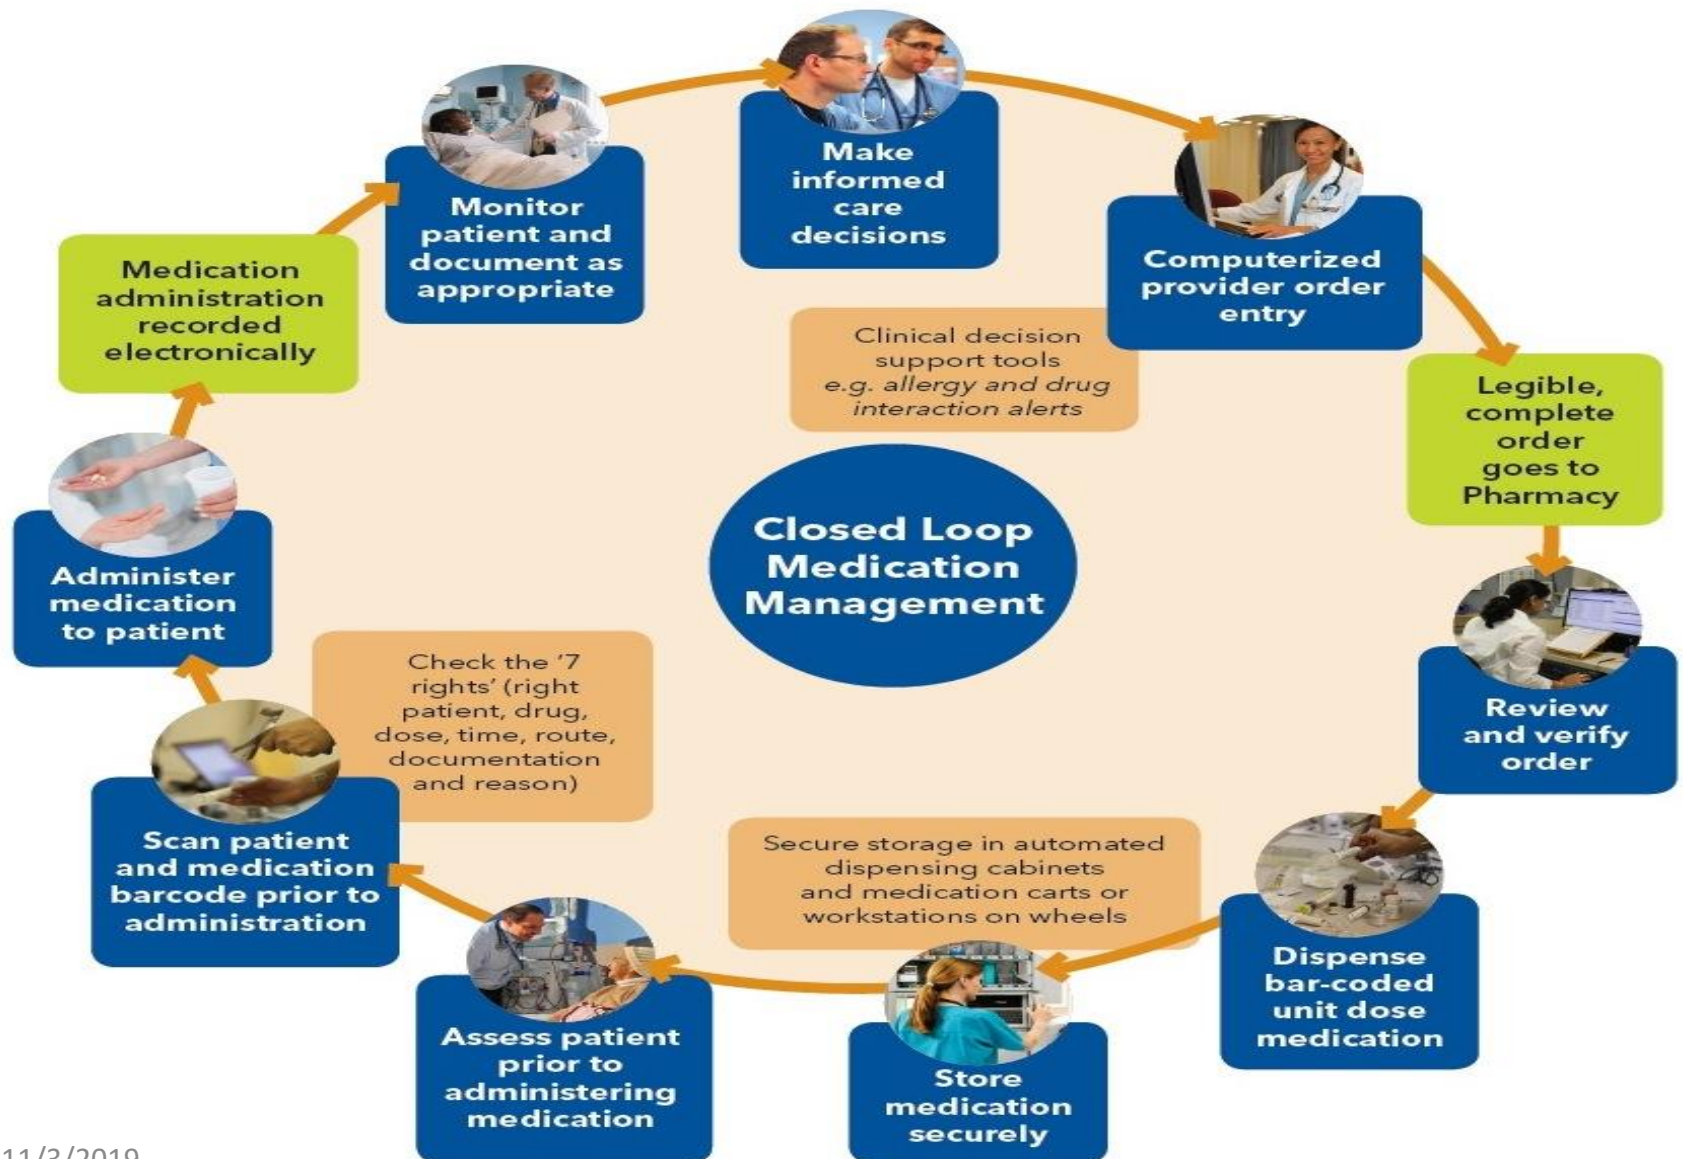 Make
informed
care
decisions
Computerized
provider order
entry
Clinical decision
support tools
e.g. allergy and drug
interaction alerts
Legible,
complete
order
goes to
Pharmacy
Review
and verify
order
Dispense
bar-coded
unit dose
medication
Secure storage in automated
dispensing cabinets
and medication carts or
workstations on wheels
Store
medication
securely
Assess patient
prior to
administering
medication
Scan patient
and medication
barcode prior to
administration
Check the ‘7
rights’ (right
patient, drug,
dose, time, route,
documentation
and reason)
Administer
medication
to patient
Medication
administration
recorded
electronically
Monitor
patient and
document as
appropriate
Closed Loop
Medication
Management
11/3/2019